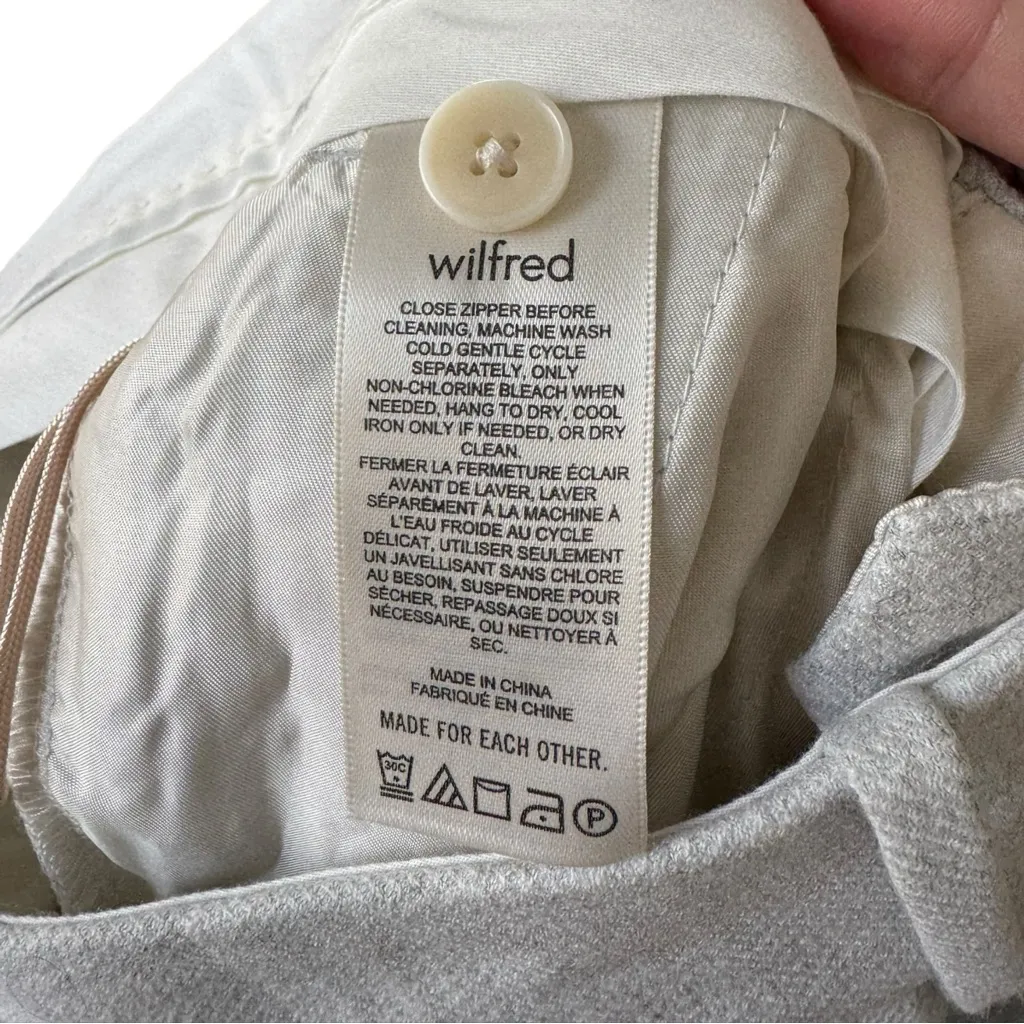 wilfred
CLOSE ZIPPER BEFORE
CLEANING, MACHINE WASH
COLD GENTLE CYCLE
SEPARATELY, ONLY
NON-CHLORINE BLEACH WHEN
NEEDED, HANG TO DRY, COOL
IRON ONLY IF NEEDED, OR DRY
CLEAN.
FERMER LA FERMETURE ÉCLAIR
AVANT DE LAVER, LAVER
SÉPARÉMENT À LA MACHINE À
L'EAU FROIDE AU CYCLE
DÉLICAT, UTILISER SEULEMENT
UN JAVELLISANT SANS CHLORE
AU BESOIN, SUSPENDRE POUR
SÉCHER, REPASSAGE DOUX SI
NÉCESSAIRE, OU NETTOYER À
SEC.
MADE IN CHINA
FABRIQUÉ EN CHINE
MADE FOR EACH OTHER.
30C P